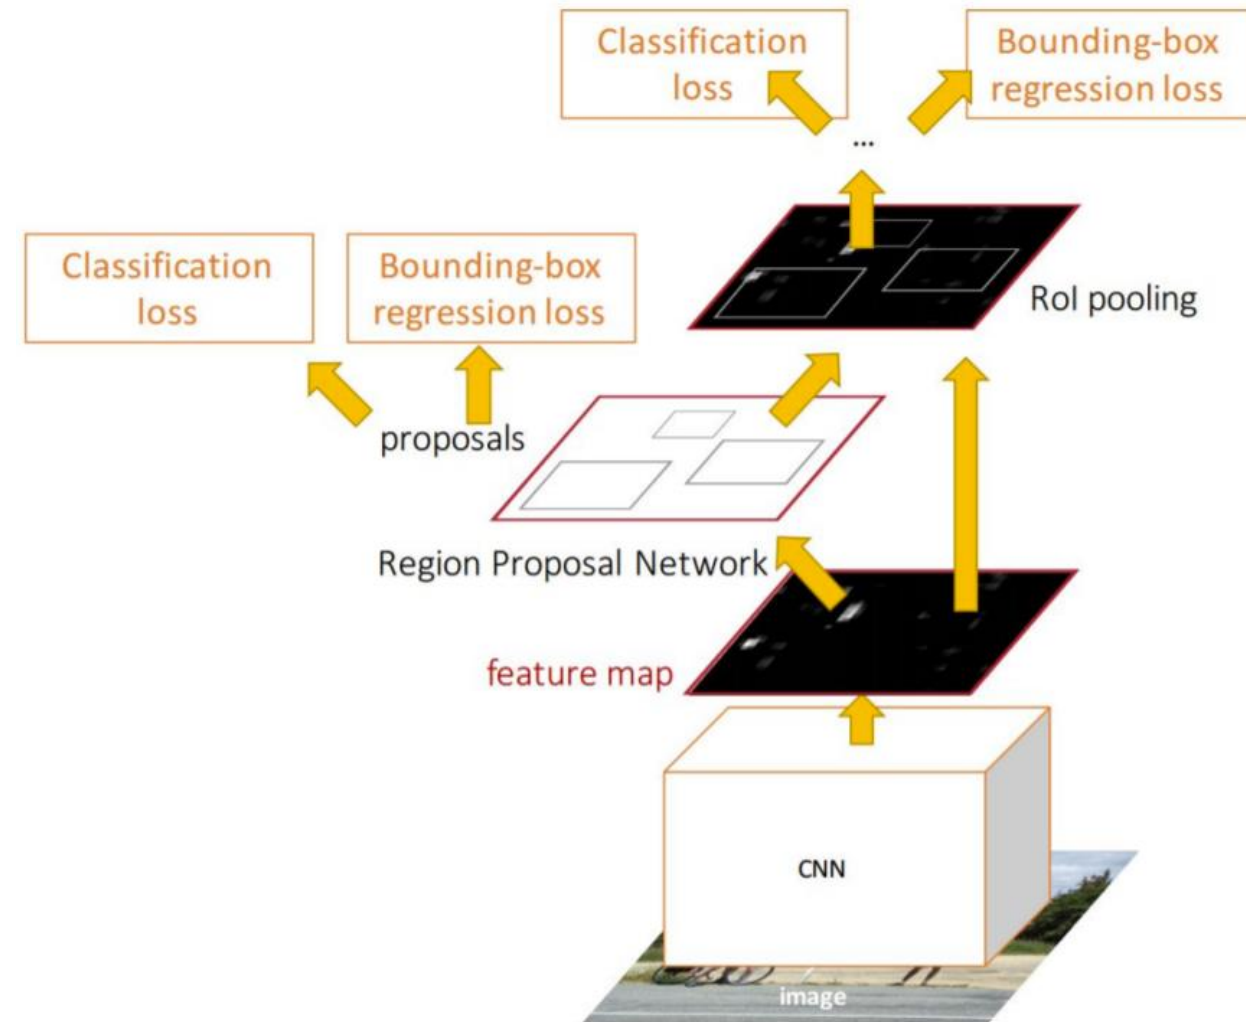 Classification
loss
Bounding-box
regression loss
...
Classification
loss
Bounding-box
regression loss
RoI pooling
proposals
Region Proposal Network
feature map
CNN
image